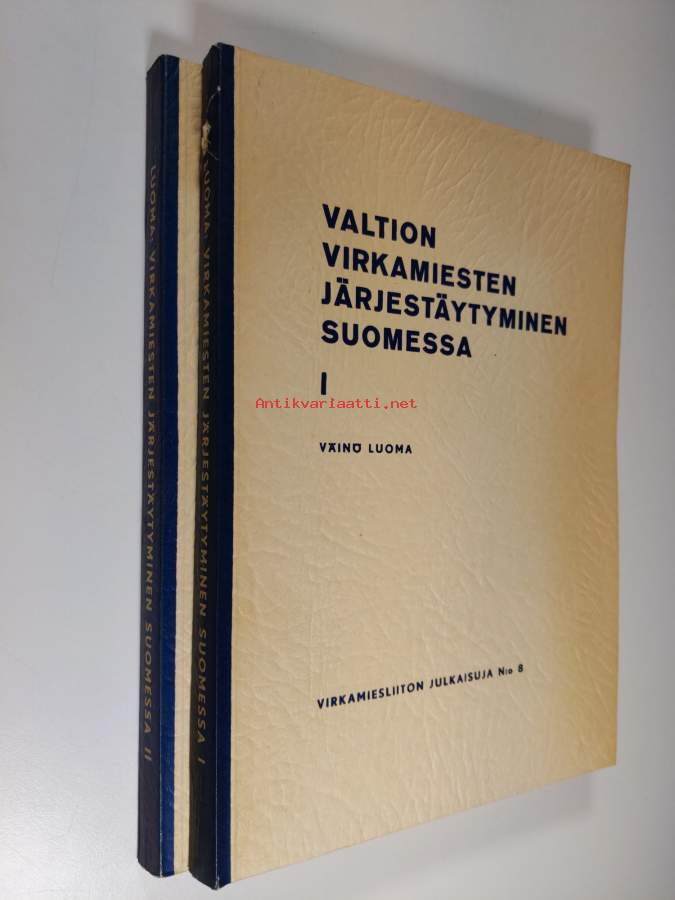 VALTION
VIRKAMIESTEN
JÄRJESTÄYTYMINEN
SUOMESSA
I
Antikvariaatti.net
VÄINÖ LUOMA
VIRKAMIESLIITON JULKAISUJA N:o 8
LUOMA: VIRKAMIESTEN JÄRJESTÄYTYMINEN SUOMESSA I
LUOMA: VIRKAMIESTEN JÄRJESTÄYTYMINEN SUOMESSA II